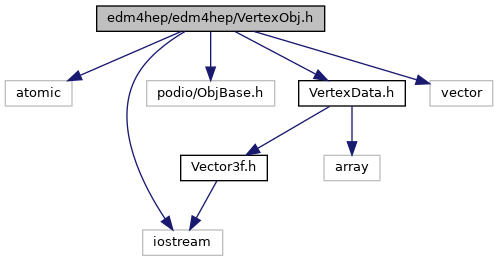 edm4hep/edm4hep/VertexObj.h
atomic
podio/ObjBase.h
VertexData.h
vector
Vector3f.h
array
iostream